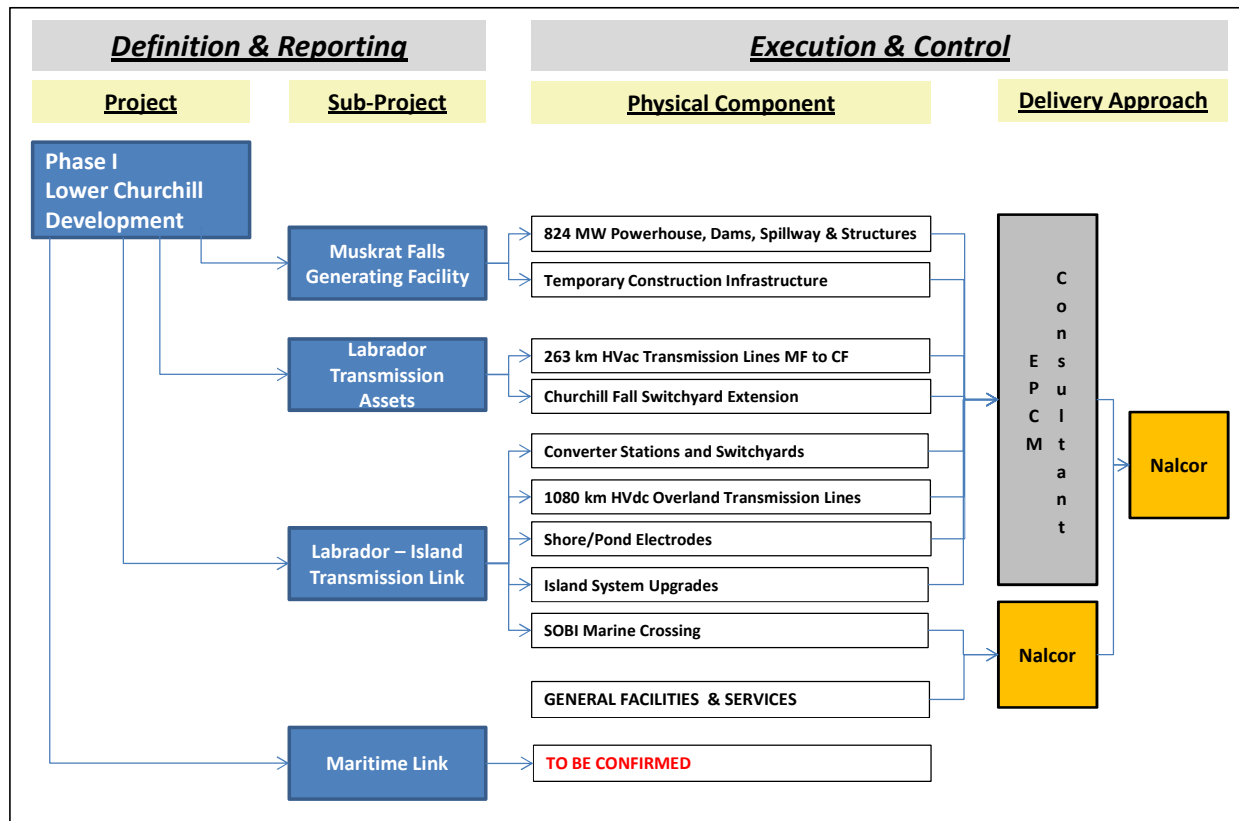 Definition & Reporting
Execution & Control
Project
Sub-Project
Physical Component
Delivery Approach
Phase I
Lower Churchill
Development
Muskrat Falls
Generating Facility
824 MW Powerhouse, Dams, Spillway & Structures
Temporary Construction Infrastructure
Labrador
Transmission
Assets
263 km HVac Transmission Lines MF to CF
Churchill Fall Switchyard Extension
Labrador – Island
Transmission Link
Converter Stations and Switchyards
1080 km HVdc Overland Transmission Lines
Shore/Pond Electrodes
Island System Upgrades
SOBI Marine Crossing
GENERAL FACILITIES & SERVICES
Maritime Link
TO BE CONFIRMED
EPCM
Consultant
Nalcor
Nalcor